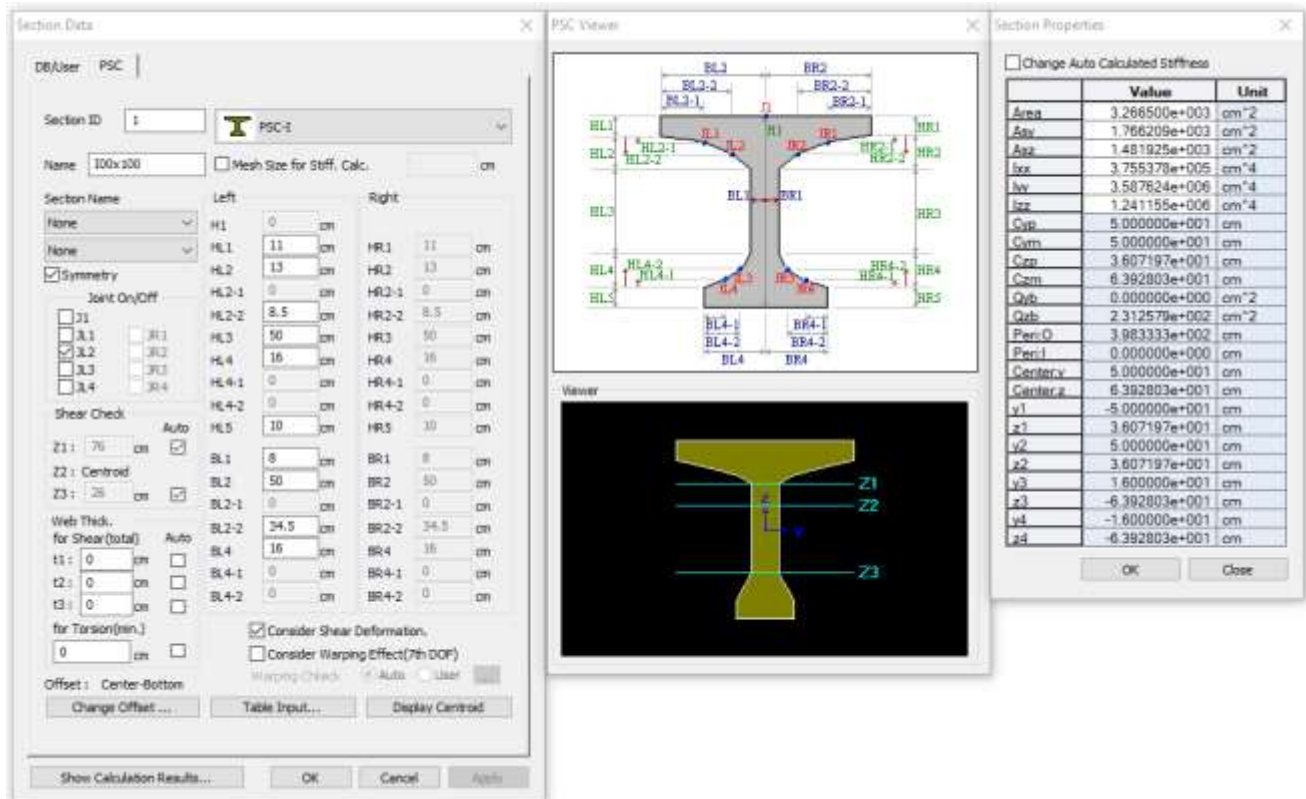 Section Data
DB/User PSC
Section ID 1 PSC-I
Name 100x100 Mesh Size for Stiff. Calc. cm
Section Name
None
None
Symmetry
Joint On/Off
J1
JL1 JR1
JL2 JR2
JL3 JR3
JL4 JR4
Shear Check
Auto
Z1 : 76 cm
Z2 : Centroid
Z3 : 26 cm
Web Thick.
for Shear(total) Auto
t1 : 0 cm
t2 : 0 cm
t3 : 0 cm
for Torsion(min.)
0 cm
Left Right
H1 0 cm
HL1 11 cm HR1 11 cm
HL2 13 cm HR2 13 cm
HL2-1 0 cm HR2-1 0 cm
HL2-2 8.5 cm HR2-2 8.5 cm
HL3 50 cm HR3 50 cm
HL4 16 cm HR4 16 cm
HL4-1 0 cm HR4-1 0 cm
HL4-2 0 cm HR4-2 0 cm
HL5 10 cm HR5 10 cm
BL1 8 cm BR1 8 cm
BL2 50 cm BR2 50 cm
BL2-1 0 cm BR2-1 0 cm
BL2-2 34.5 cm BR2-2 34.5 cm
BL4 16 cm BR4 16 cm
BL4-1 0 cm BR4-1 0 cm
BL4-2 0 cm BR4-2 0 cm
Consider Shear Deformation.
Consider Warping Effect(7th DOF)
Warping Check Auto User ...
Offset : Center-Bottom
Change Offset ... Table Input... Display Centroid
Show Calculation Results... OK Cancel Apply
PSC Viewer
BL2 BR2
BL2-2 BR2-2
BL2-1 BR2-1
J1
HL1 JL1 H1 JR1 HR1
HL2 HL2-1 JL2 JR2 HR2-1 HR2
HL2-2 HR2-2
BL1 BR1
HL3 HR3
HL4 HL4-2 HR4-2 HR4
HL4-1 JL3 JR3 HR4-1
HL5 JL4 JR4 HR5
BL4-1 BR4-1
BL4-2 BR4-2
BL4 BR4
Viewer
Z1
Z2
Z3
Section Properties
Change Auto Calculated Stiffness
Value Unit
Area 3.266500e+003 cm^2
Asy 1.766209e+003 cm^2
Asz 1.481925e+003 cm^2
Ixx 3.755378e+005 cm^4
Iyy 3.587624e+006 cm^4
Izz 1.241155e+006 cm^4
Cyp 5.000000e+001 cm
Cym 5.000000e+001 cm
Czp 3.607197e+001 cm
Czm 6.392803e+001 cm
Qyb 0.000000e+000 cm^2
Qzb 2.312579e+002 cm^2
Peri:O 3.983333e+002 cm
Peri:I 0.000000e+000 cm
Center:y 5.000000e+001 cm
Center:z 6.392803e+001 cm
y1 -5.000000e+001 cm
z1 3.607197e+001 cm
y2 5.000000e+001 cm
z2 3.607197e+001 cm
y3 1.600000e+001 cm
z3 -6.392803e+001 cm
y4 -1.600000e+001 cm
z4 -6.392803e+001 cm
OK Close